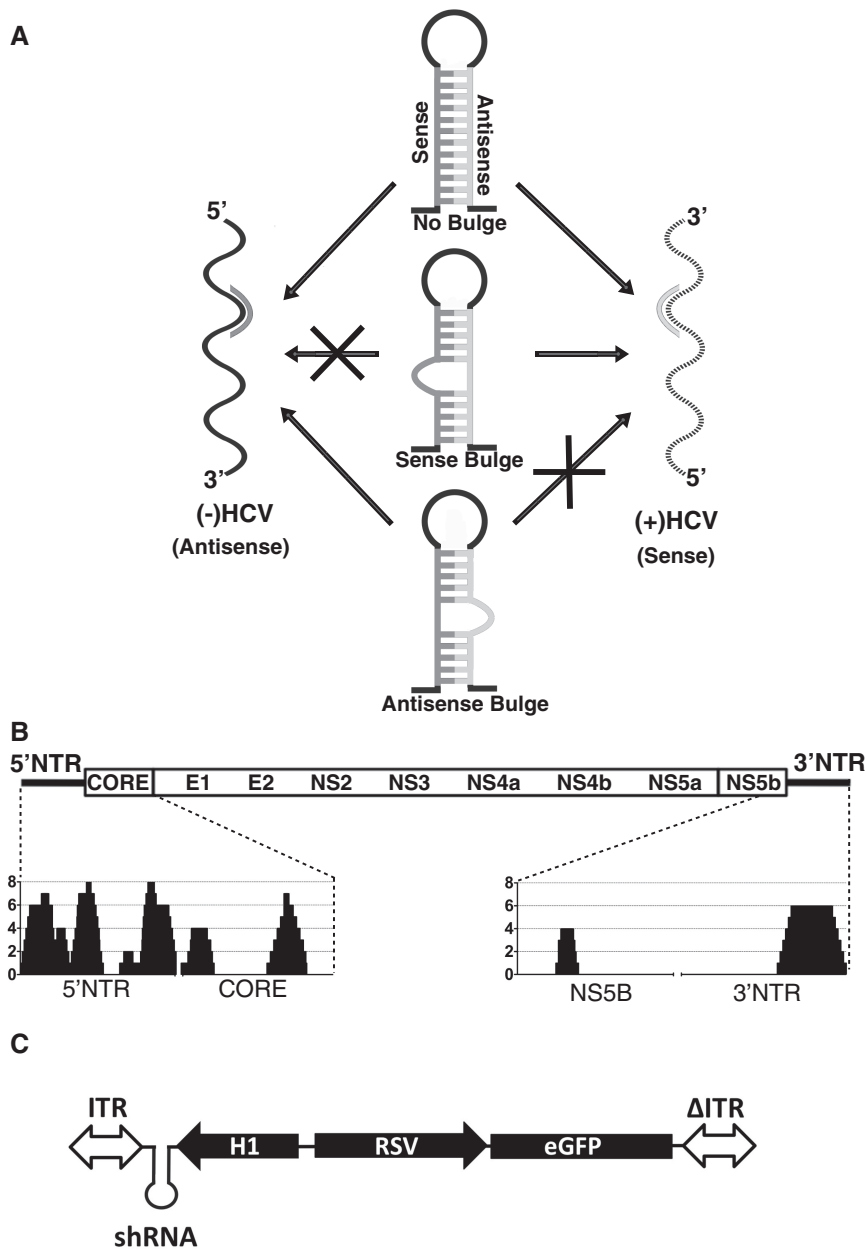 A
Sense
Antisense
No Bulge
5’
3’
Sense Bulge
3’
5’
(-)HCV
(Antisense)
(+)HCV
(Sense)
Antisense Bulge
B
5’NTR
3’NTR
CORE E1 E2 NS2 NS3 NS4a NS4b NS5a NS5b
8
6
4
2
0
5’NTR CORE
8
6
4
2
0
NS5B 3’NTR
C
ITR
ΔITR
H1 RSV eGFP
shRNA